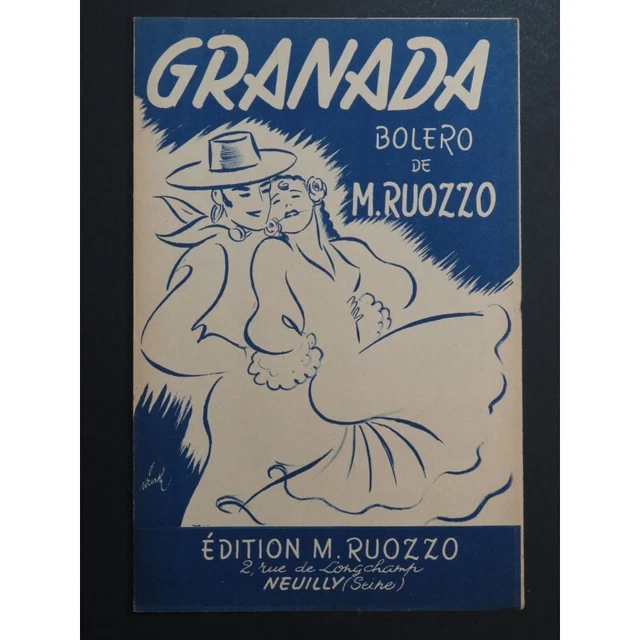 GRANADA
BOLERO
DE
M. RUOZZO
ÉDITION M. RUOZZO
2, rue de Longchamp
NEUILLY (Seine)